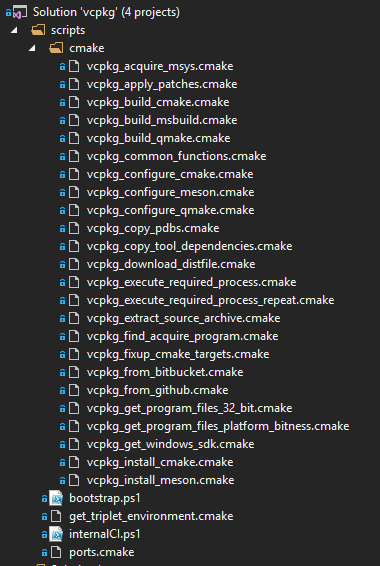 Solution 'vcpkg' (4 projects)
scripts
cmake
vcpkg_acquire_msys.cmake
vcpkg_apply_patches.cmake
vcpkg_build_cmake.cmake
vcpkg_build_msbuild.cmake
vcpkg_build_qmake.cmake
vcpkg_common_functions.cmake
vcpkg_configure_cmake.cmake
vcpkg_configure_meson.cmake
vcpkg_configure_qmake.cmake
vcpkg_copy_pdbs.cmake
vcpkg_copy_tool_dependencies.cmake
vcpkg_download_distfile.cmake
vcpkg_execute_required_process.cmake
vcpkg_execute_required_process_repeat.cmake
vcpkg_extract_source_archive.cmake
vcpkg_find_acquire_program.cmake
vcpkg_fixup_cmake_targets.cmake
vcpkg_from_bitbucket.cmake
vcpkg_from_github.cmake
vcpkg_get_program_files_32_bit.cmake
vcpkg_get_program_files_platform_bitness.cmake
vcpkg_get_windows_sdk.cmake
vcpkg_install_cmake.cmake
vcpkg_install_meson.cmake
bootstrap.ps1
get_triplet_environment.cmake
internalCI.ps1
ports.cmake